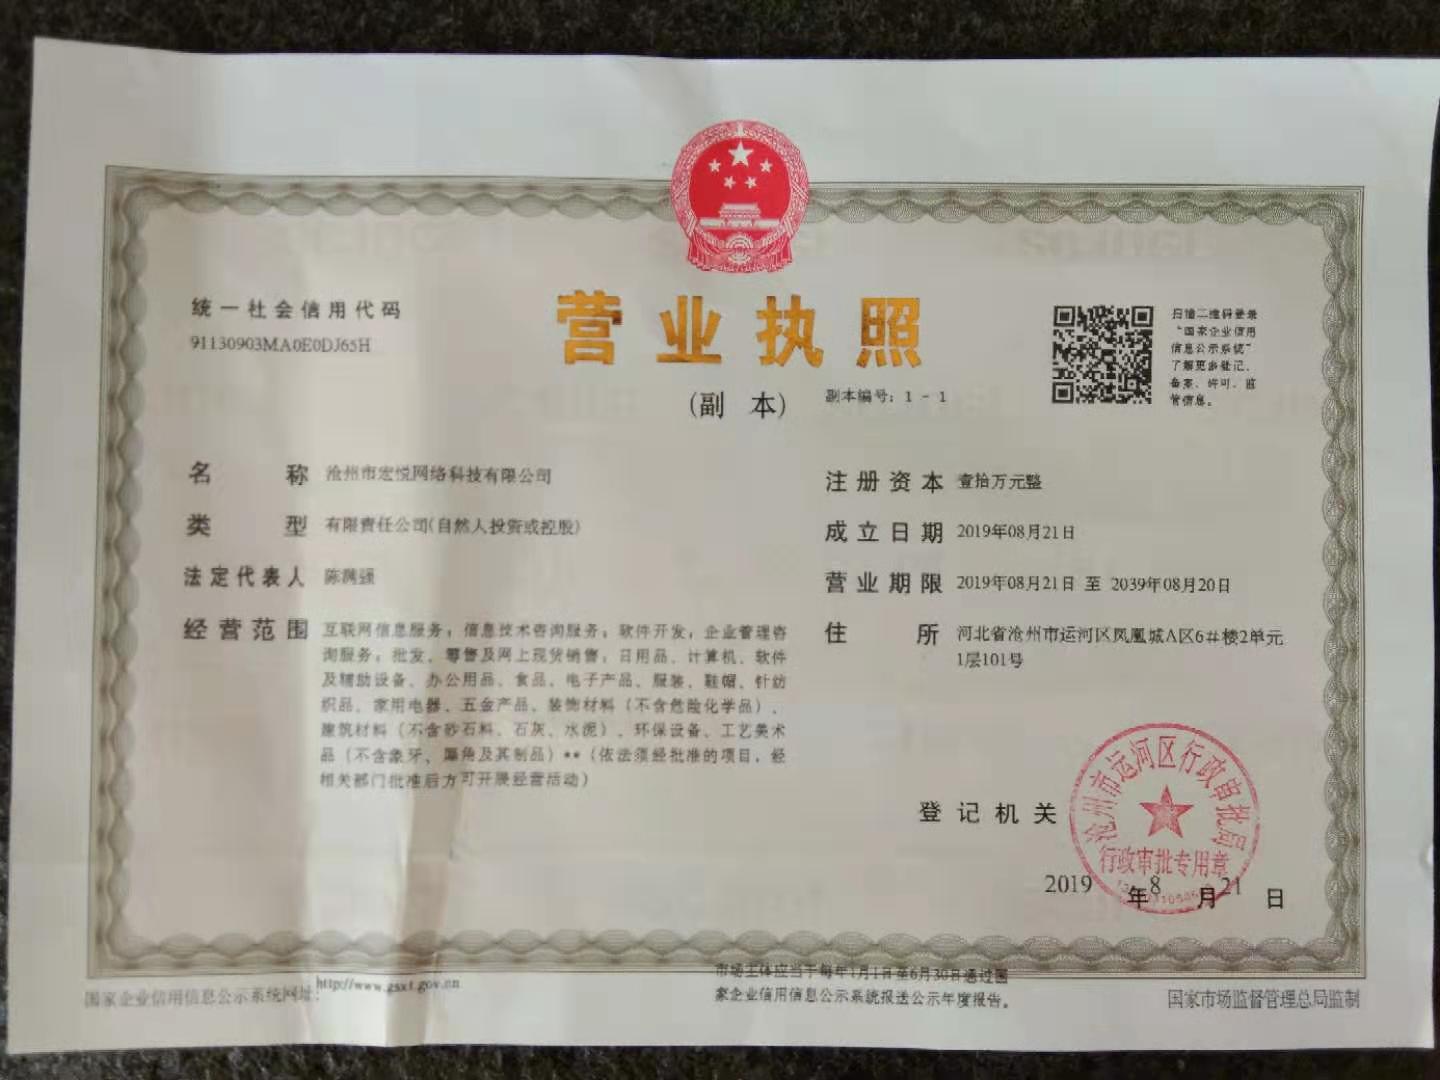 统一社会信用代码
91130903MA0E0DJ65H
营业执照
(副 本)
副本编号：1 - 1
扫描二维码登录
“国家企业信用
信息公示系统”
了解更多登记、
备案、许可、监
管信息。
名 称 沧州市宏悦网络科技有限公司
类 型 有限责任公司(自然人投资或控股)
法定代表人 陈满强
经营范围 互联网信息服务；信息技术咨询服务；软件开发；企业管理咨
询服务；批发、零售及网上现货销售：日用品、计算机、软件
及辅助设备、办公用品、食品、电子产品、服装、鞋帽、针纺
织品、家用电器、五金产品、装饰材料（不含危险化学品）、
建筑材料（不含砂石料、石灰、水泥）、环保设备、工艺美术
品（不含象牙、犀角及其制品）**（依法须经批准的项目，经
相关部门批准后方可开展经营活动）
注册资本 壹拾万元整
成立日期 2019年08月21日
营业期限 2019年08月21日 至 2039年08月20日
住 所 河北省沧州市运河区凤凰城A区6#楼2单元
1层101号
登记机关
沧州市运河区行政审批局
行政审批专用章
2019 年 8 月 21 日
国家企业信用信息公示系统网址：http://www.gsxt.gov.cn
市场主体应当于每年1月1日至6月30日通过国
家企业信用信息公示系统报送公示年度报告。
国家市场监督管理总局监制